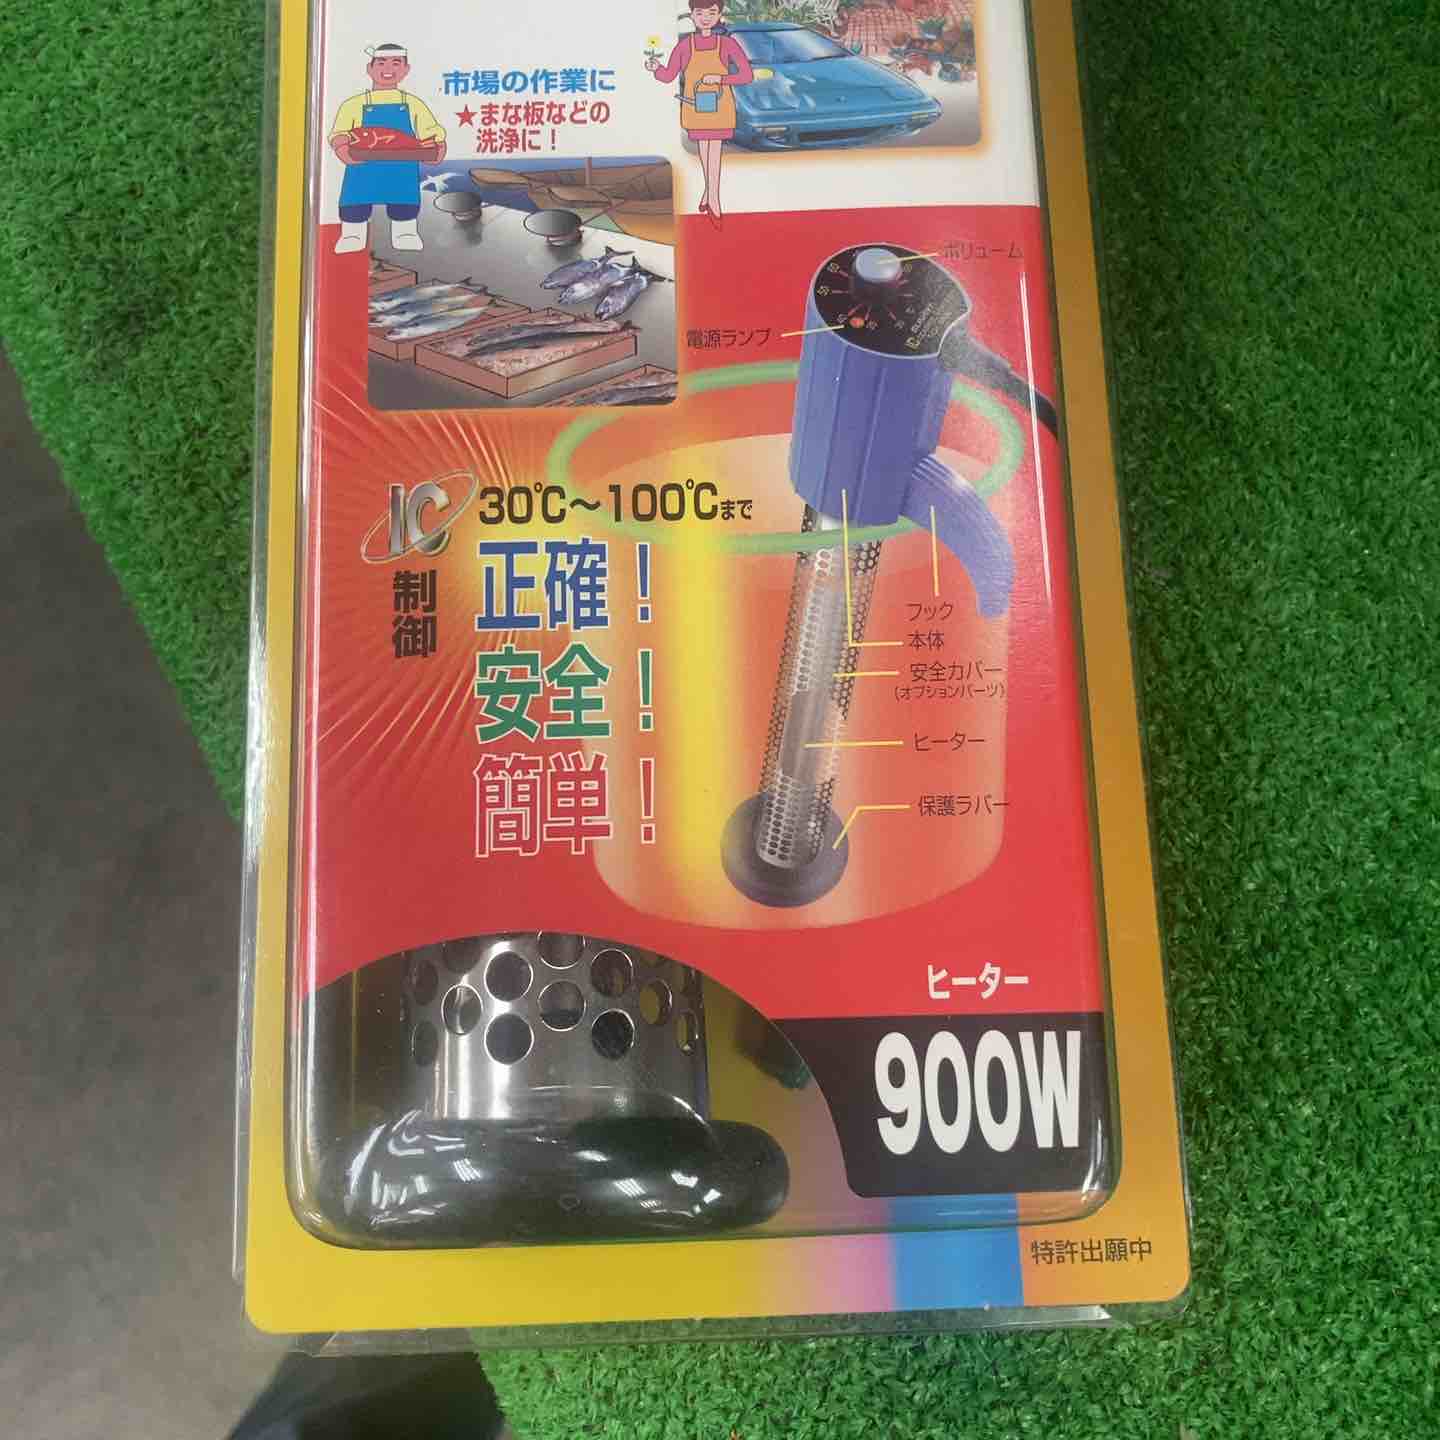 市場の作業に
★まな板などの
洗浄に！
ボリューム
電源ランプ
IC
制御
30℃～100℃まで
正確！
安全！
簡単！
フック
本体
安全カバー
(オプションパーツ)
ヒーター
保護ラバー
ヒーター
900W
特許出願中